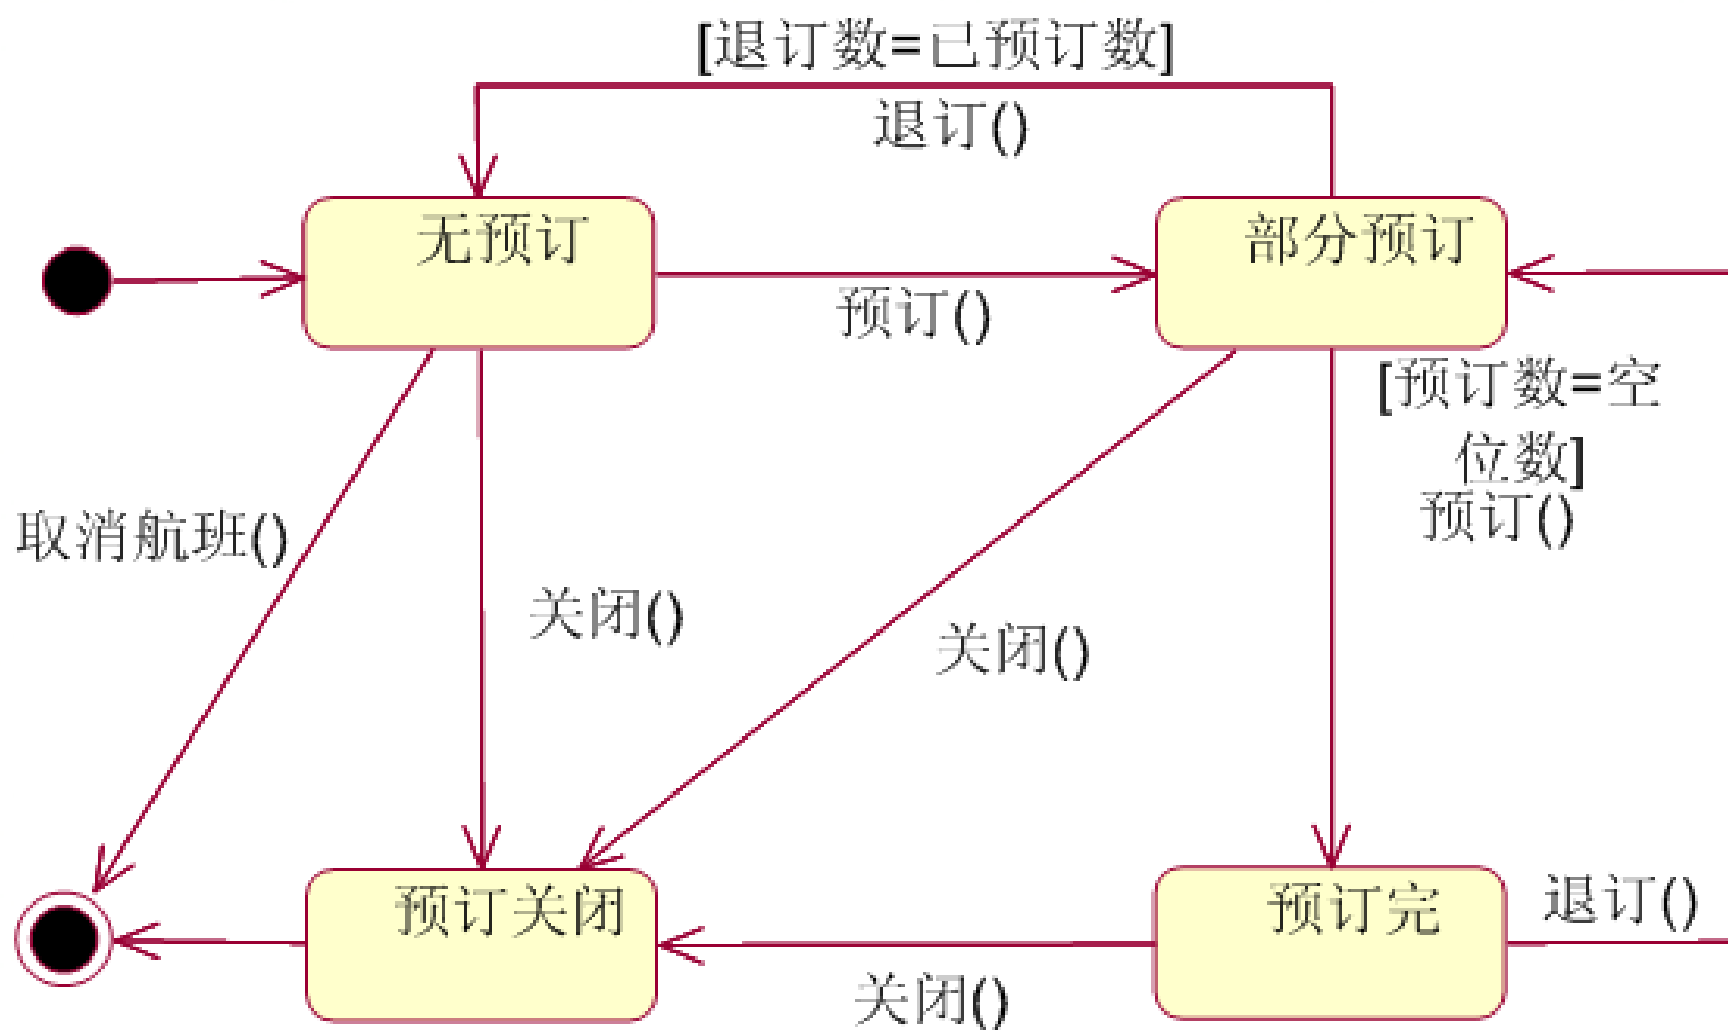 [退订数=已预订数]
退订()
无预订
部分预订
预订()
[预订数=空
位数]
预订()
取消航班()
关闭()
关闭()
预订关闭
预订完
退订()
关闭()